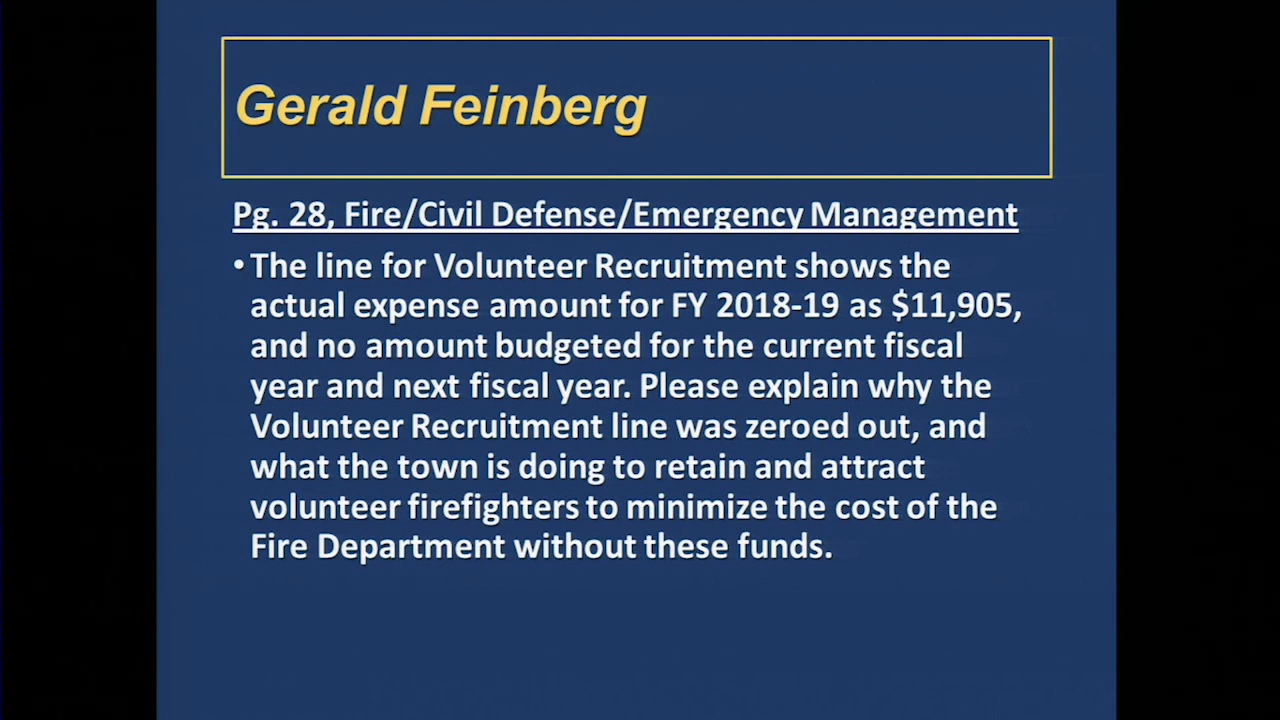 Gerald Feinberg
Pg. 28, Fire/Civil Defense/Emergency Management
• The line for Volunteer Recruitment shows the
actual expense amount for FY 2018-19 as $11,905,
and no amount budgeted for the current fiscal
year and next fiscal year. Please explain why the
Volunteer Recruitment line was zeroed out, and
what the town is doing to retain and attract
volunteer firefighters to minimize the cost of the
Fire Department without these funds.